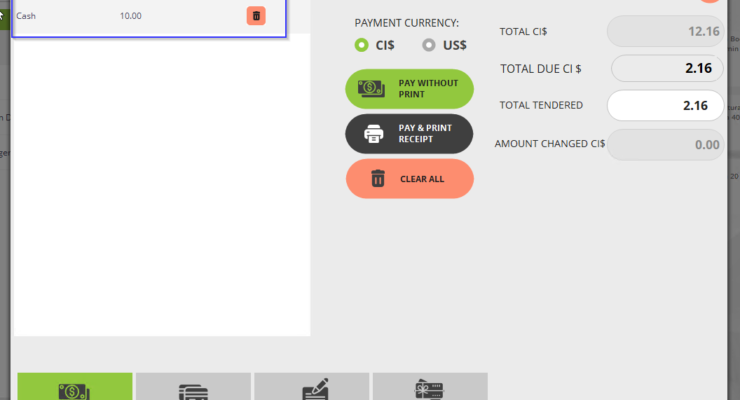 Cash 10.00
PAYMENT CURRENCY:
CI$ US$
PAY WITHOUT
PRINT
PAY & PRINT
RECEIPT
CLEAR ALL
TOTAL CI$ 12.16
TOTAL DUE CI $ 2.16
TOTAL TENDERED 2.16
AMOUNT CHANGED CI$ 0.00